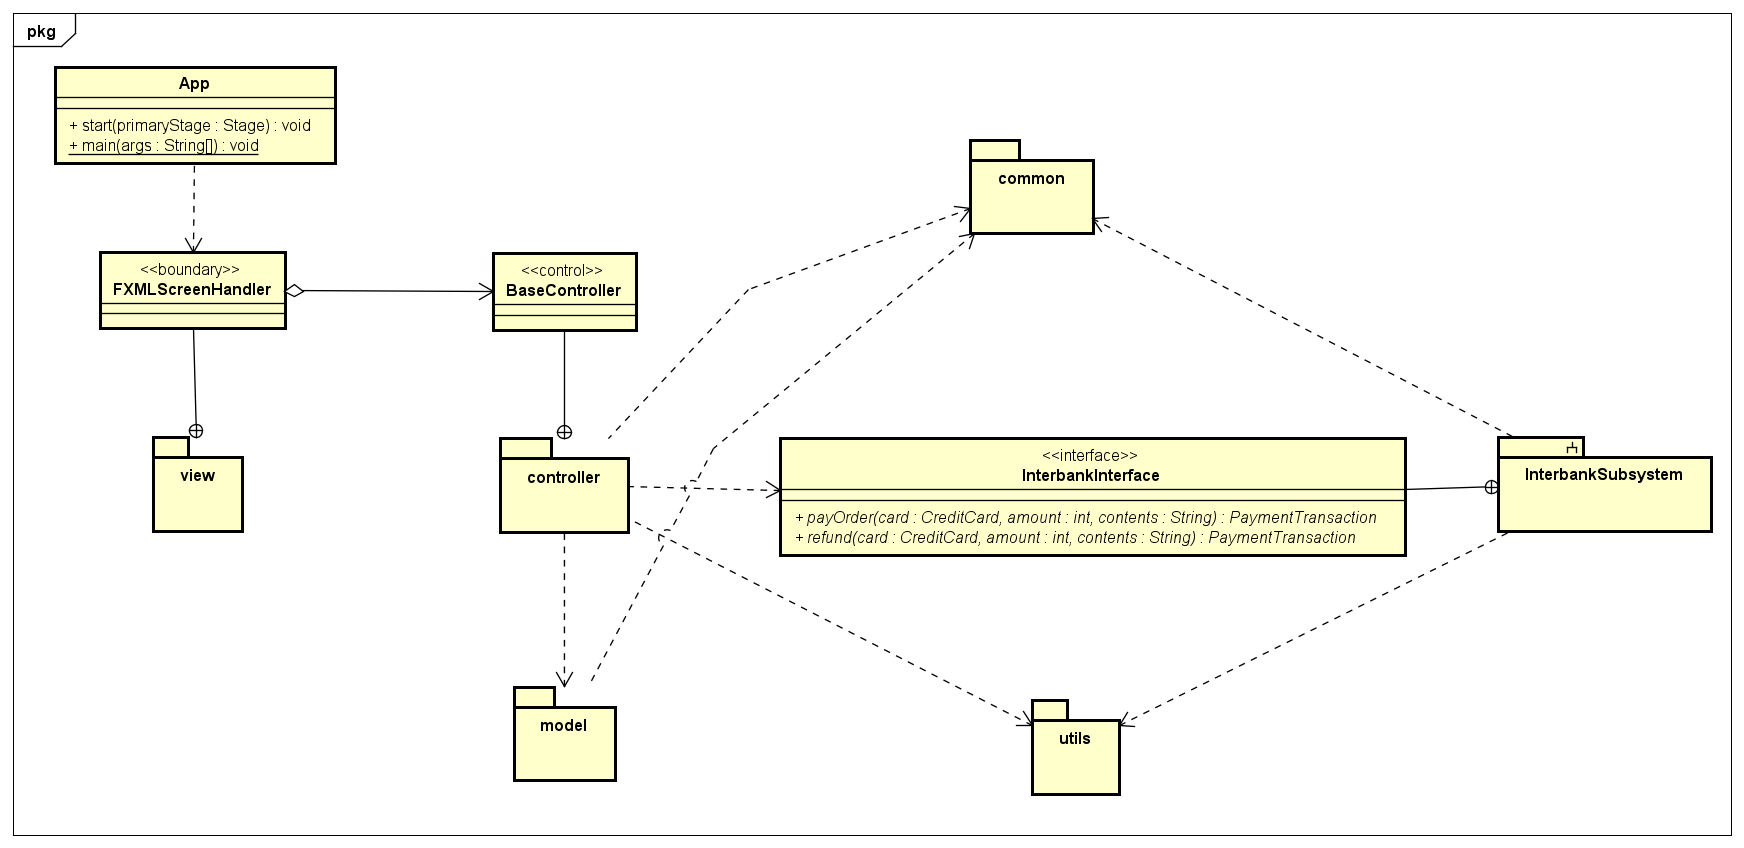 pkg
App
+ start(primaryStage : Stage) : void
+ main(args : String[]) : void
common
<<boundary>>
FXMLScreenHandler
<<control>>
BaseController
view
controller
<<interface>>
InterbankInterface
+ payOrder(card : CreditCard, amount : int, contents : String) : PaymentTransaction
+ refund(card : CreditCard, amount : int, contents : String) : PaymentTransaction
InterbankSubsystem
model
utils